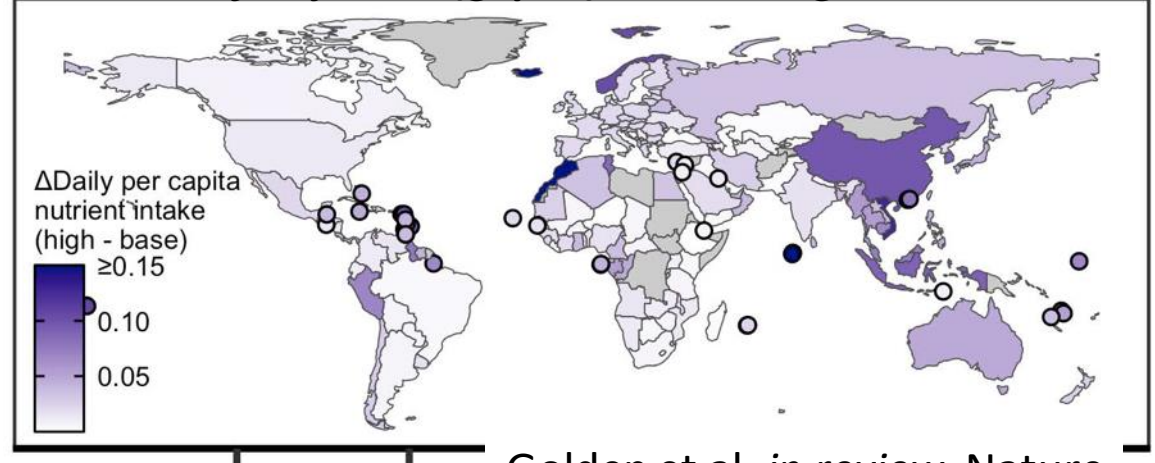 ΔDaily per capita
nutrient intake
(high - base)
≥0.15
0.10
0.05
Golden et al. in review, Nature